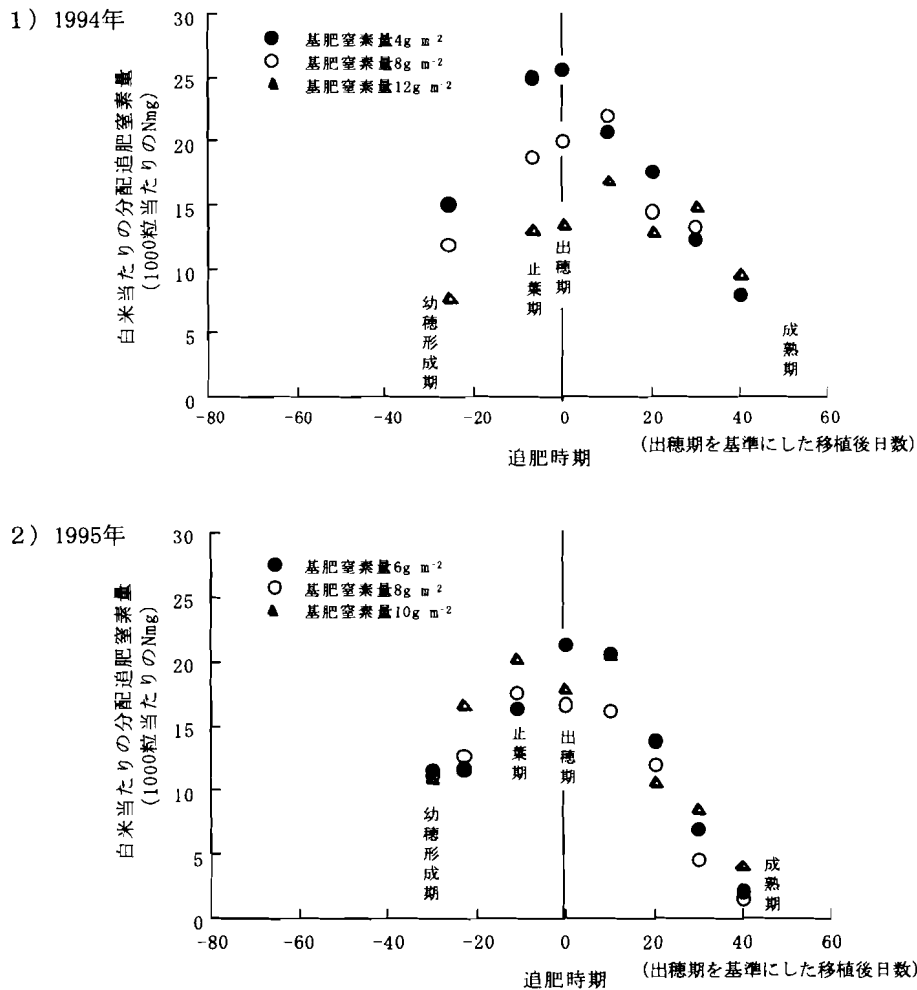 1) 1994年
30
25
20
15
10
5
0
白米当たりの分配追肥窒素量
(1000粒当たりのNmg)
● 基肥窒素量4g m⁻²
○ 基肥窒素量8g m⁻²
▲ 基肥窒素量12g m⁻²
幼穂形成期
止葉期
出穂期
成熟期
-80 -60 -40 -20 0 20 40 60
追肥時期 (出穂期を基準にした移植後日数)
2) 1995年
30
25
20
15
10
5
0
白米当たりの分配追肥窒素量
(1000粒当たりのNmg)
● 基肥窒素量6g m⁻²
○ 基肥窒素量8g m⁻²
▲ 基肥窒素量10g m⁻²
幼穂形成期
止葉期
出穂期
成熟期
-80 -60 -40 -20 0 20 40 60
追肥時期 (出穂期を基準にした移植後日数)